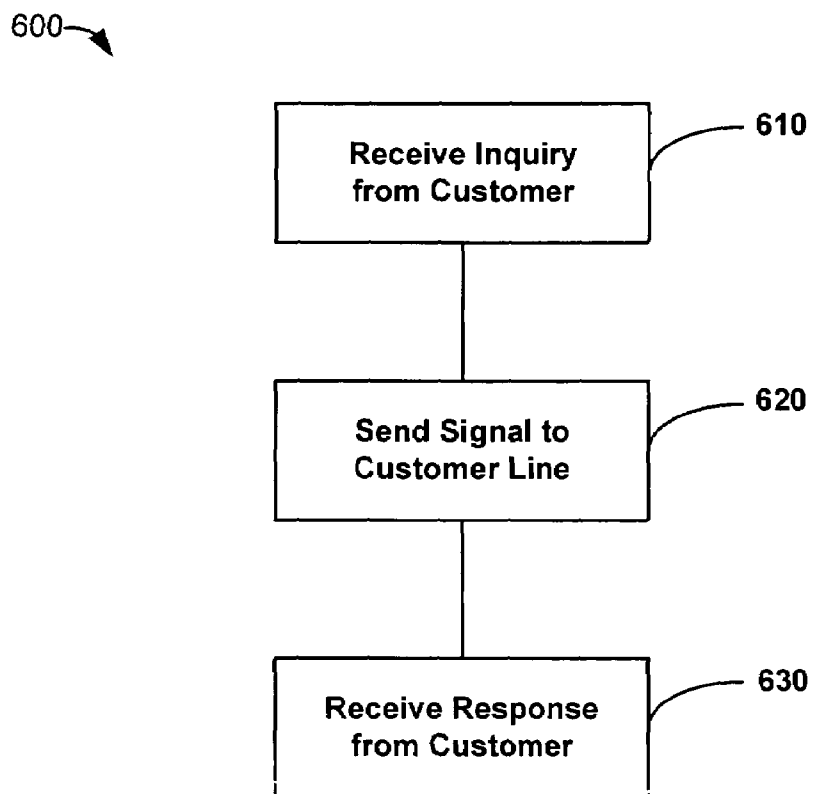 600
610
Receive Inquiry
from Customer
620
Send Signal to
Customer Line
630
Receive Response
from Customer